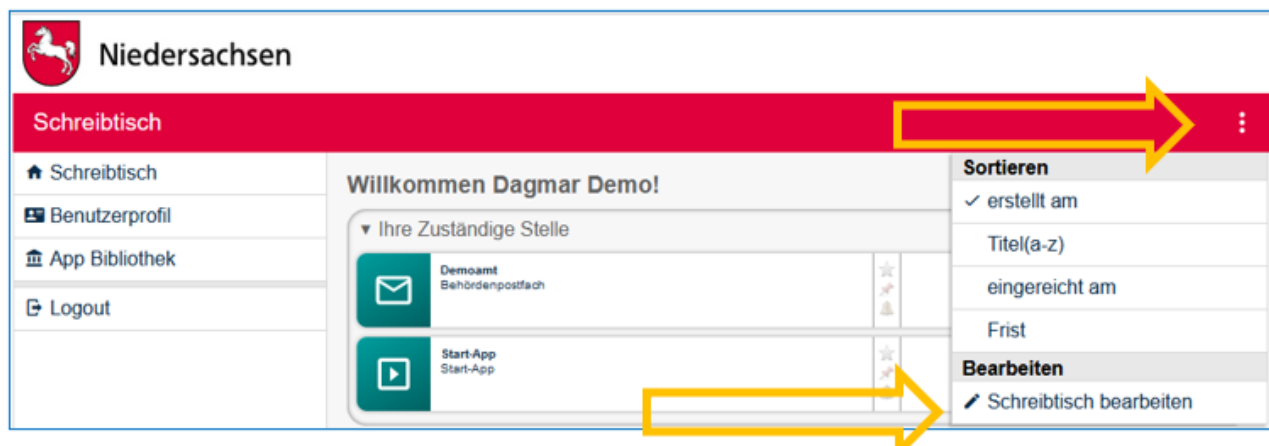 Niedersachsen
Schreibtisch
Schreibtisch
Benutzerprofil
App Bibliothek
Logout
Willkommen Dagmar Demo!
Ihre Zuständige Stelle
Demoamt
Behördenpostfach
Start-App
Start-App
Sortieren
erstellt am
Titel(a-z)
eingereicht am
Frist
Bearbeiten
Schreibtisch bearbeiten